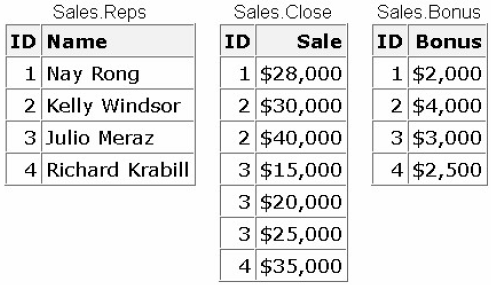 Sales.Reps
ID Name
1 Nay Rong
2 Kelly Windsor
3 Julio Meraz
4 Richard Krabill
Sales.Close
ID Sale
1 $28,000
2 $30,000
2 $40,000
3 $15,000
3 $20,000
3 $25,000
4 $35,000
Sales.Bonus
ID Bonus
1 $2,000
2 $4,000
3 $3,000
4 $2,500